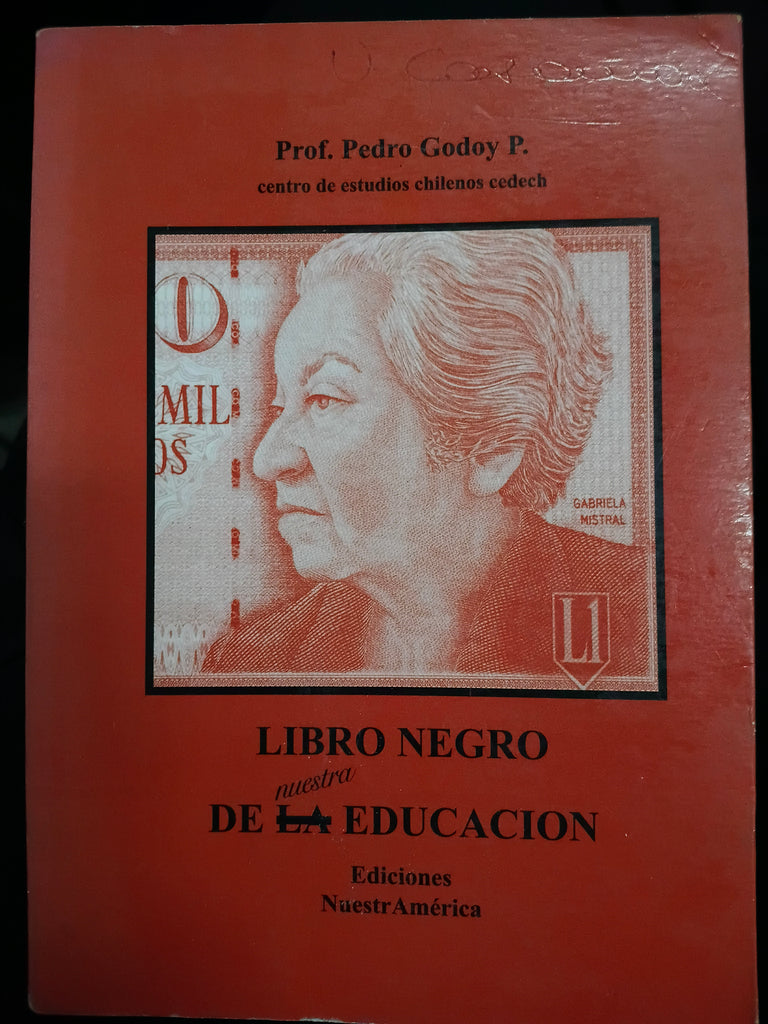 Prof. Pedro Godoy P.
centro de estudios chilenos cedech
0
MIL
OS
GABRIELA
MISTRAL
L1
LIBRO NEGRO
nuestra
DE LA EDUCACION
Ediciones
NuestrAmérica